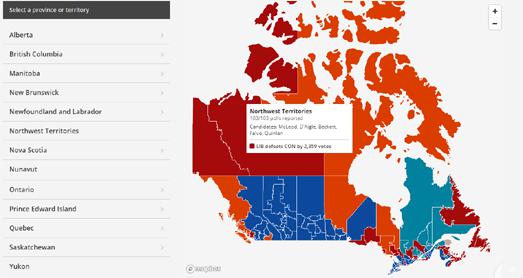 Select a province or territory
Alberta
British Columbia
Manitoba
New Brunswick
Newfoundland and Labrador
Northwest Territories
Nova Scotia
Nunavut
Ontario
Prince Edward Island
Quebec
Saskatchewan
Yukon
+
−
Northwest Territories
103/103 polls reported
Candidates: McLeod, D'Aigle, Beckett,
Falvo, Quinlan
LIB defeats CON by 2,359 votes
mapbox